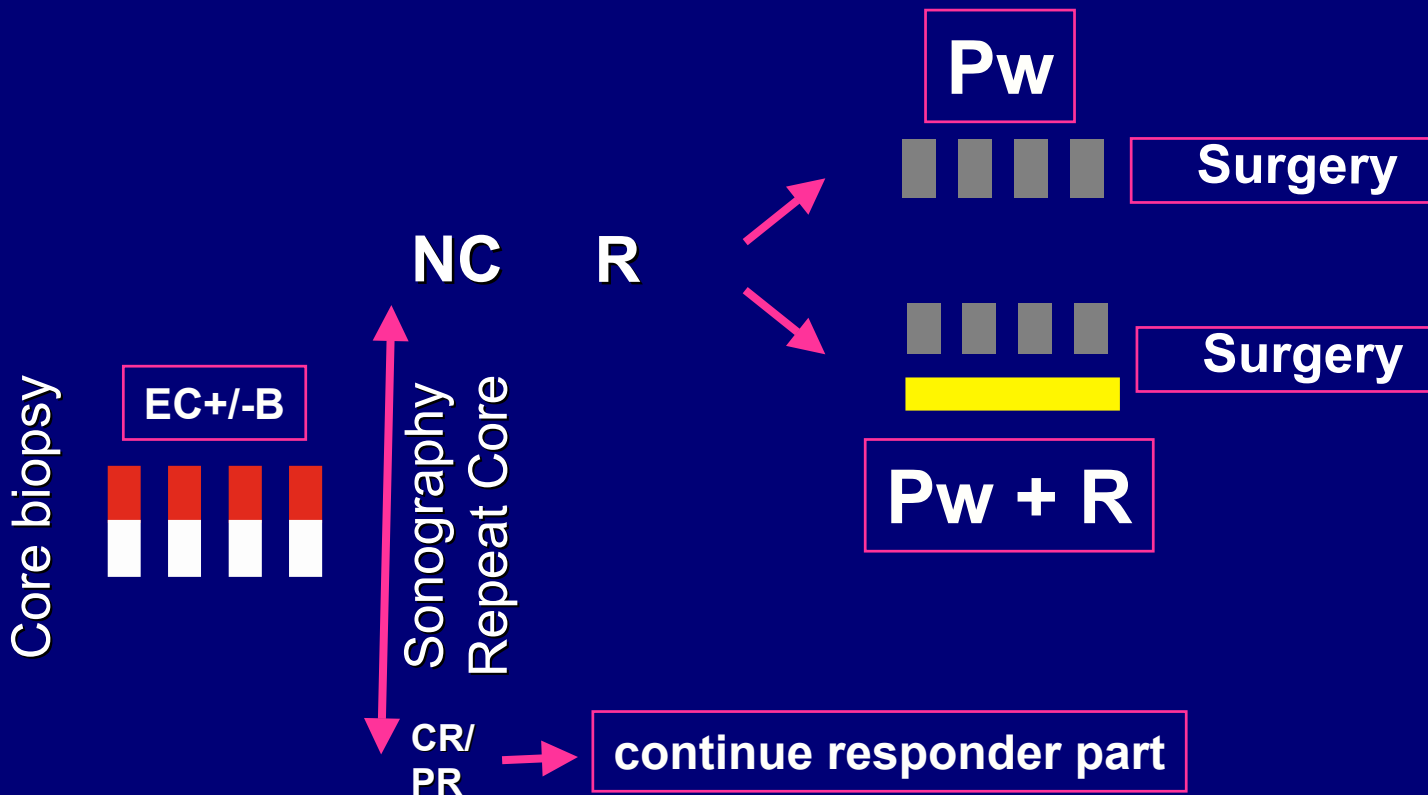 Core biopsy
EC+/-B
NC R
Sonography
Repeat Core
CR/
PR
continue responder part
Pw
Surgery
Surgery
Pw + R